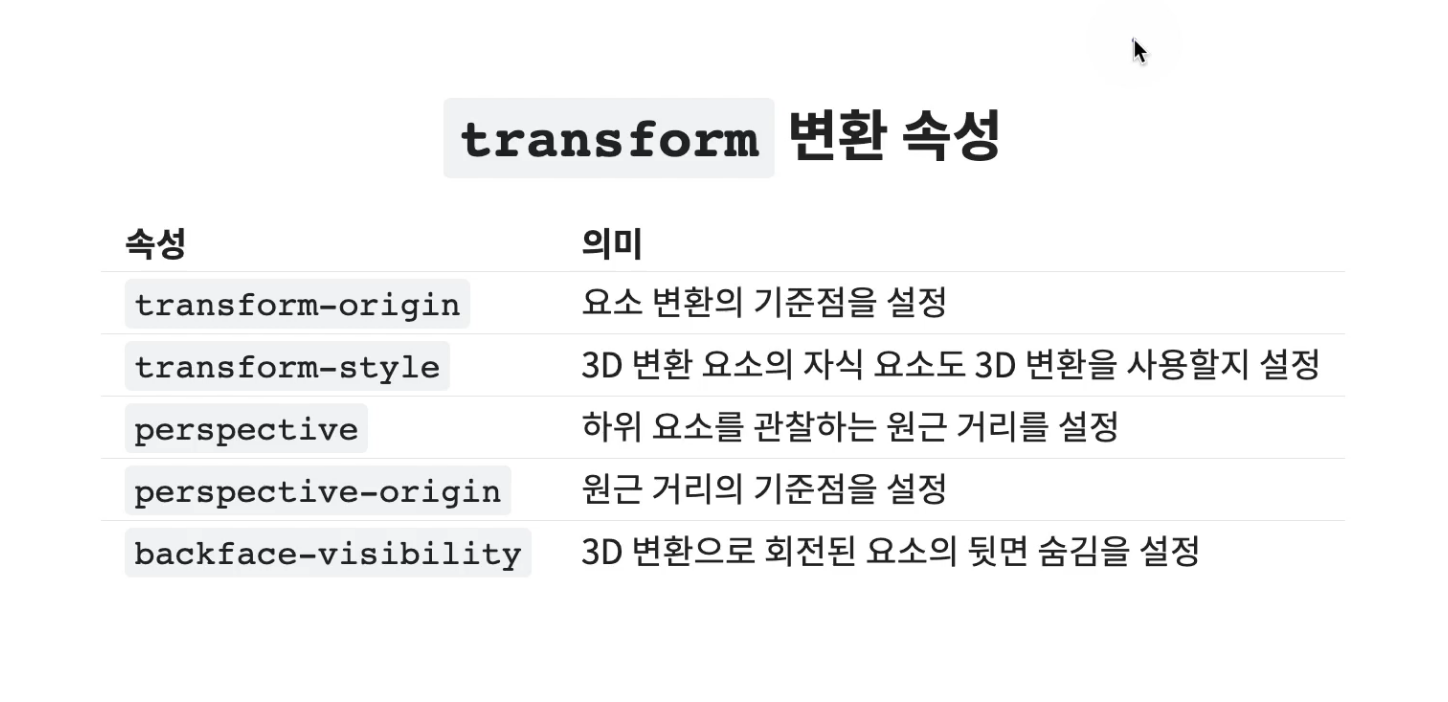 transform 변환 속성
속성 의미
transform-origin 요소 변환의 기준점을 설정
transform-style 3D 변환 요소의 자식 요소도 3D 변환을 사용할지 설정
perspective 하위 요소를 관찰하는 원근 거리를 설정
perspective-origin 원근 거리의 기준점을 설정
backface-visibility 3D 변환으로 회전된 요소의 뒷면 숨김을 설정